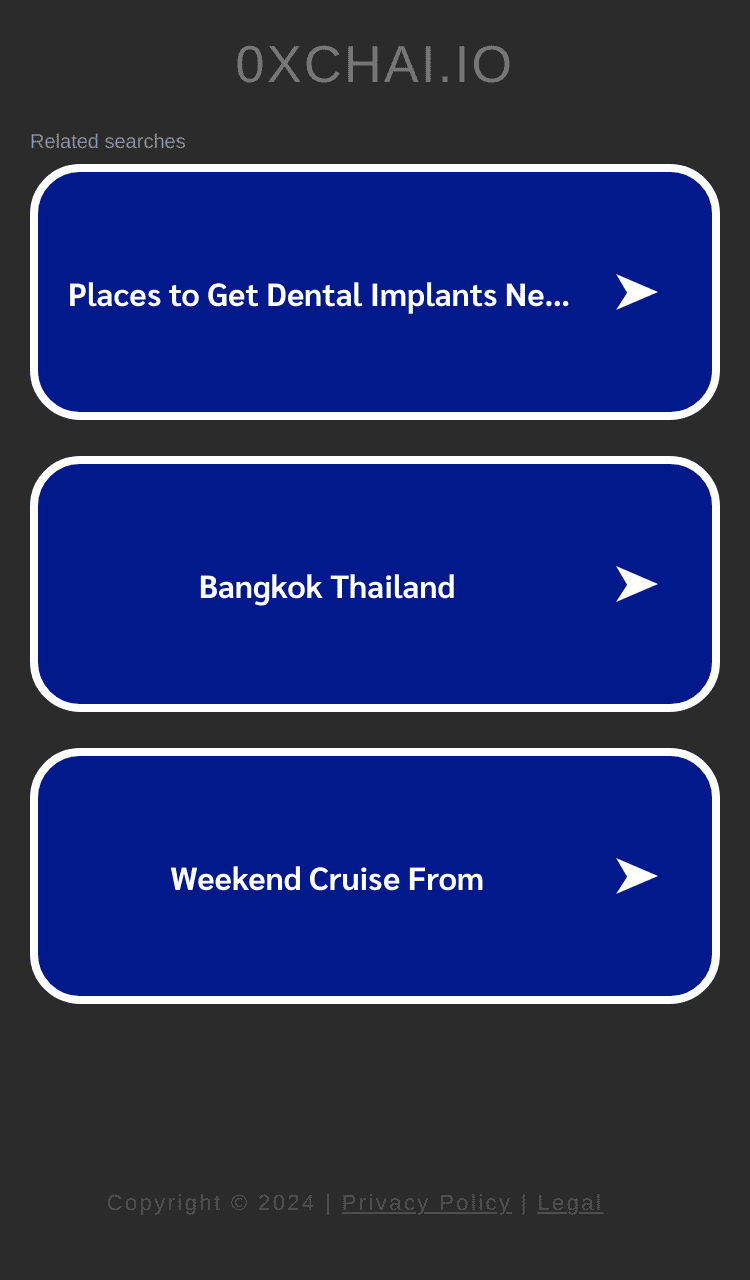 0XCHAI.IO
Related searches
Places to Get Dental Implants Ne...
Bangkok Thailand
Weekend Cruise From
Copyright © 2024 | Privacy Policy | Legal